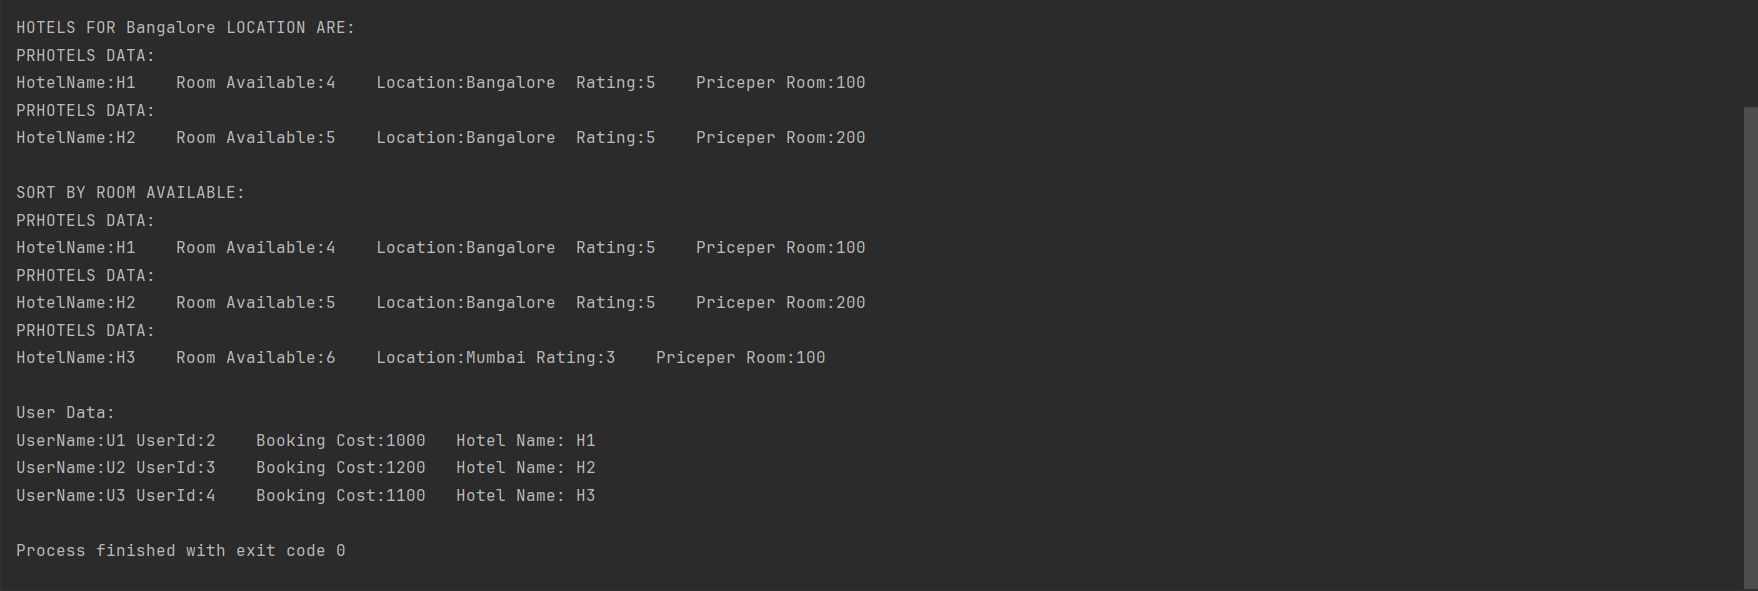 HOTELS FOR Bangalore LOCATION ARE:
PRHOTELS DATA:
HotelName:H1    Room Available:4    Location:Bangalore  Rating:5    Priceper Room:100
PRHOTELS DATA:
HotelName:H2    Room Available:5    Location:Bangalore  Rating:5    Priceper Room:200

SORT BY ROOM AVAILABLE:
PRHOTELS DATA:
HotelName:H1    Room Available:4    Location:Bangalore  Rating:5    Priceper Room:100
PRHOTELS DATA:
HotelName:H2    Room Available:5    Location:Bangalore  Rating:5    Priceper Room:200
PRHOTELS DATA:
HotelName:H3    Room Available:6    Location:Mumbai Rating:3    Priceper Room:100

User Data:
UserName:U1 UserId:2    Booking Cost:1000   Hotel Name: H1
UserName:U2 UserId:3    Booking Cost:1200   Hotel Name: H2
UserName:U3 UserId:4    Booking Cost:1100   Hotel Name: H3

Process finished with exit code 0